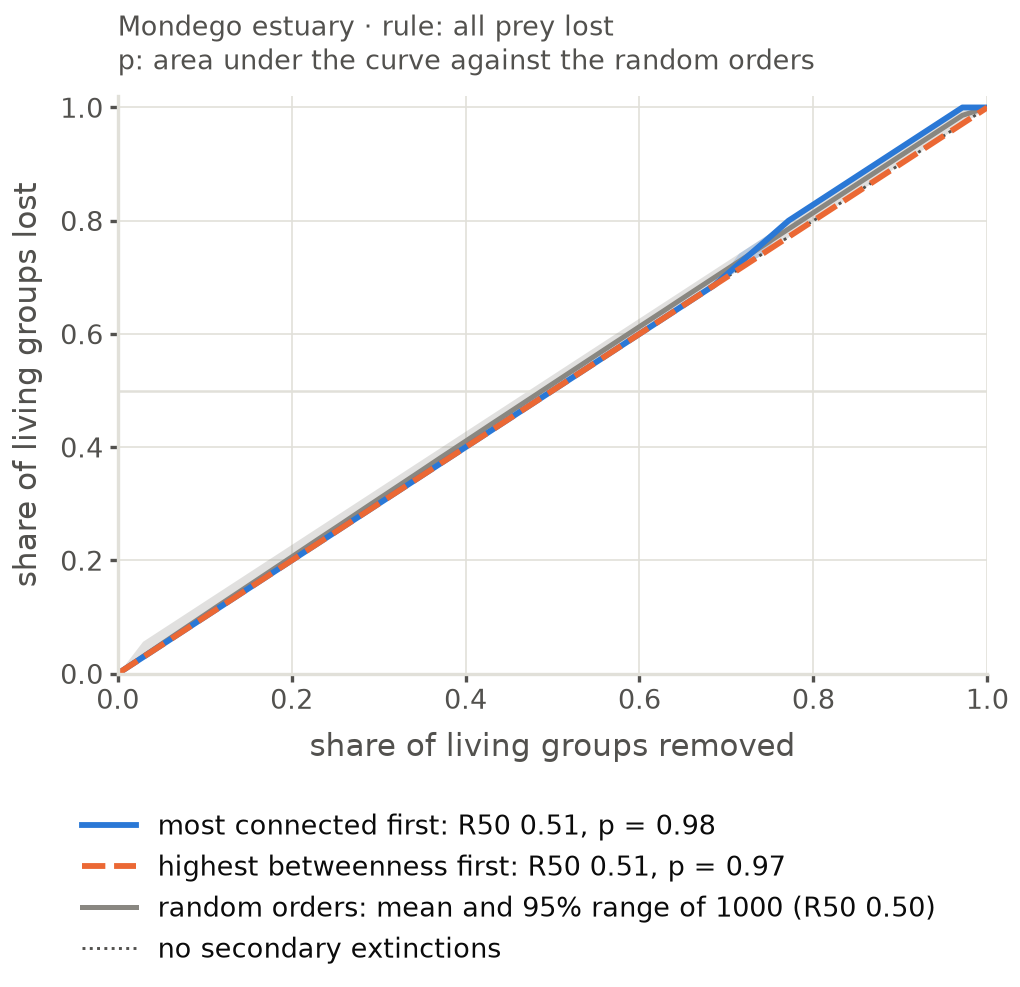 Mondego estuary · rule: all prey lost
p: area under the curve against the random orders
share of living groups lost
1.0
0.8
0.6
0.4
0.2
0.0
0.0 0.2 0.4 0.6 0.8 1.0
share of living groups removed
most connected first: R50 0.51, p = 0.98
highest betweenness first: R50 0.51, p = 0.97
random orders: mean and 95% range of 1000 (R50 0.50)
no secondary extinctions